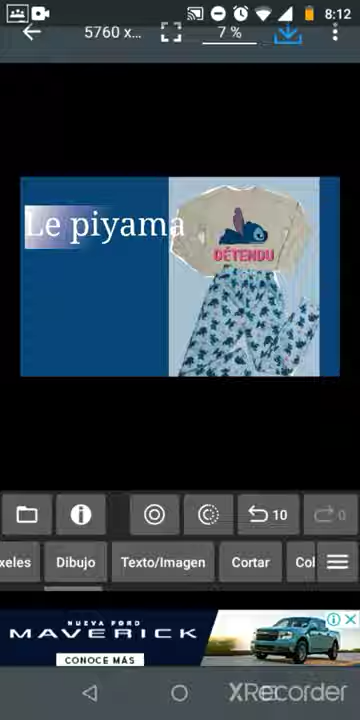 8:12
5760 x...
7 %
Le piyama
DÉTENDU
10
0
xeles
Dibujo
Texto/Imagen
Cortar
Col
NUEVA FORD
MAVERICK
CONOCE MÁS
XRecorder